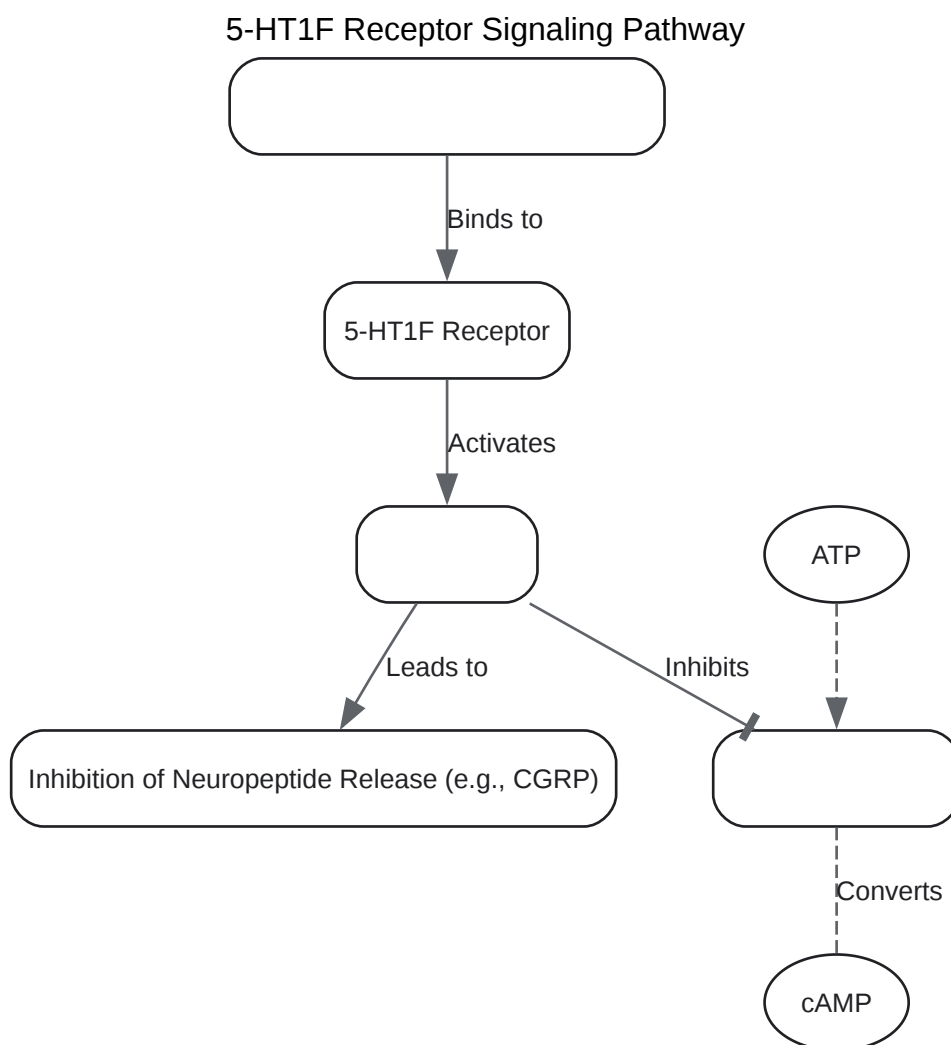 5-HT1F Receptor Signaling Pathway
Binds to
5-HT1F Receptor
Activates
ATP
Leads to
Inhibits
Inhibition of Neuropeptide Release (e.g., CGRP)
Converts
cAMP